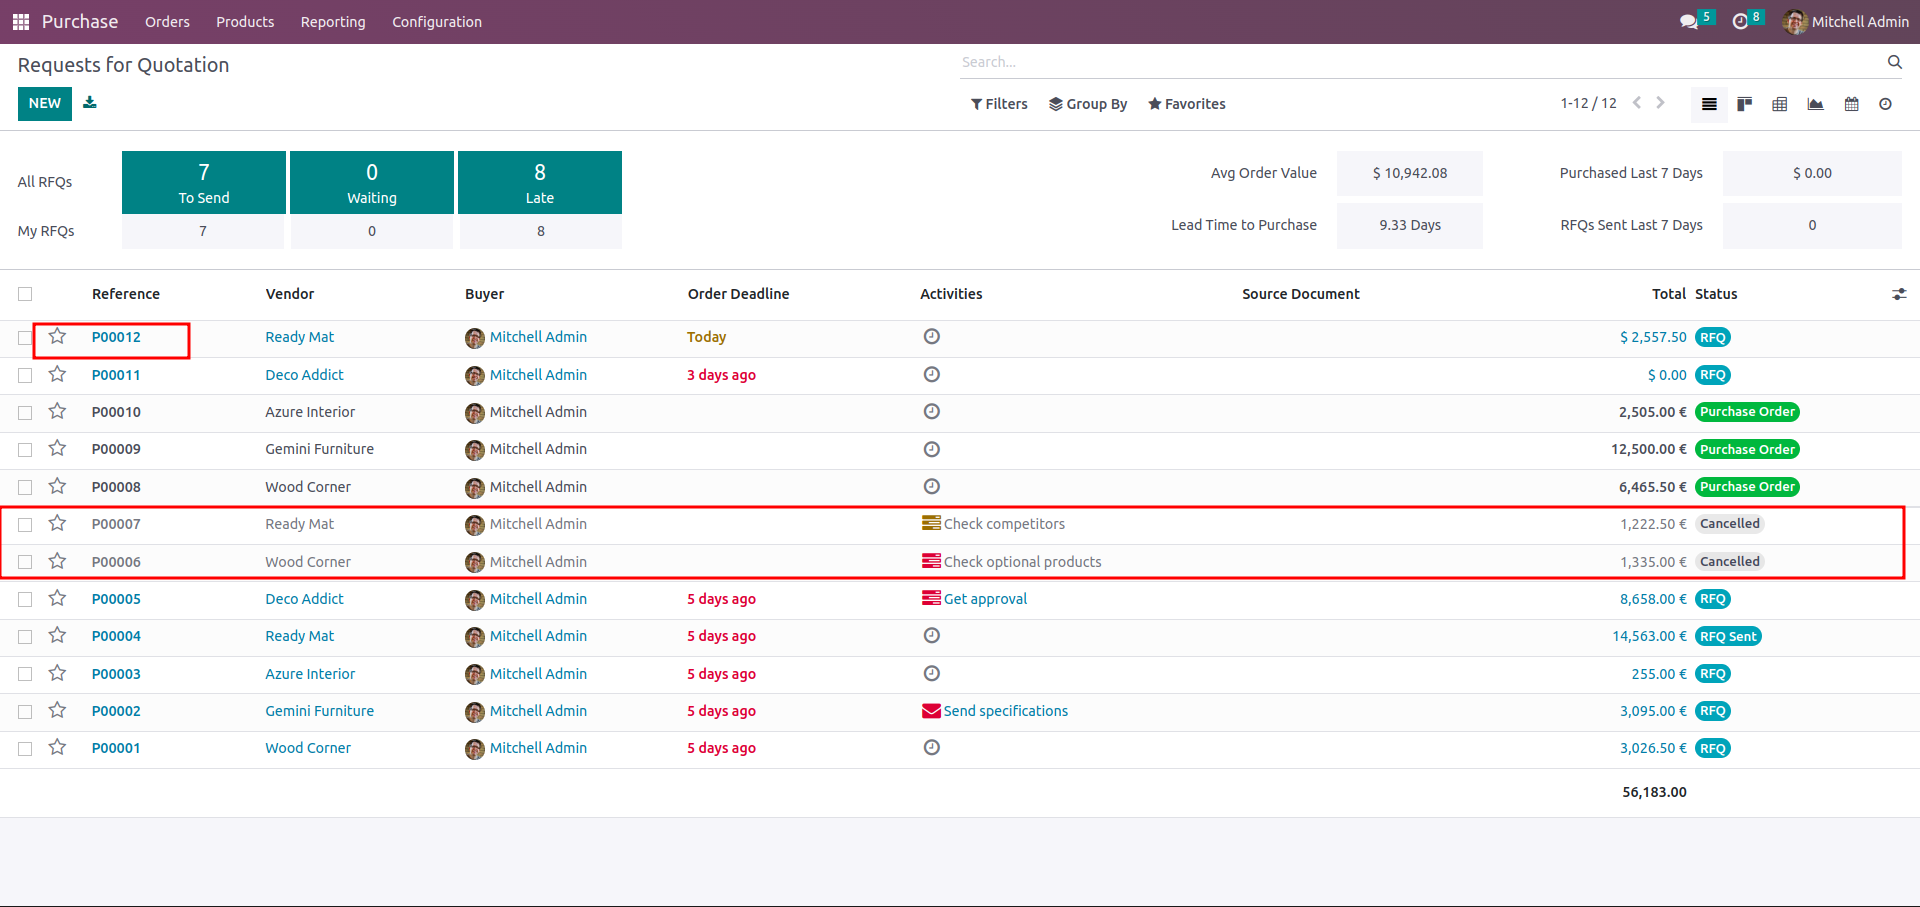 Purchase Orders Products Reporting Configuration 5 8 Mitchell Admin
Requests for Quotation Search...
NEW Filters Group By Favorites 1-12 / 12
All RFQs 7 To Send 0 Waiting 8 Late
My RFQs 7 0 8
Avg Order Value $ 10,942.08 Purchased Last 7 Days $ 0.00
Lead Time to Purchase 9.33 Days RFQs Sent Last 7 Days 0
Reference Vendor Buyer Order Deadline Activities Source Document Total Status
P00012 Ready Mat Mitchell Admin Today $ 2,557.50 RFQ
P00011 Deco Addict Mitchell Admin 3 days ago $ 0.00 RFQ
P00010 Azure Interior Mitchell Admin 2,505.00 € Purchase Order
P00009 Gemini Furniture Mitchell Admin 12,500.00 € Purchase Order
P00008 Wood Corner Mitchell Admin 6,465.50 € Purchase Order
P00007 Ready Mat Mitchell Admin Check competitors 1,222.50 € Cancelled
P00006 Wood Corner Mitchell Admin Check optional products 1,335.00 € Cancelled
P00005 Deco Addict Mitchell Admin 5 days ago Get approval 8,658.00 € RFQ
P00004 Ready Mat Mitchell Admin 5 days ago 14,563.00 € RFQ Sent
P00003 Azure Interior Mitchell Admin 5 days ago 255.00 € RFQ
P00002 Gemini Furniture Mitchell Admin 5 days ago Send specifications 3,095.00 € RFQ
P00001 Wood Corner Mitchell Admin 5 days ago 3,026.50 € RFQ
56,183.00